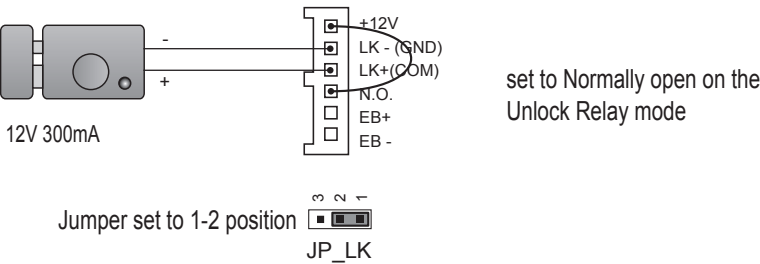 +12V
-
LK - (GND)
+
LK+(COM)
N.O.
EB+
EB -
12V 300mA
set to Normally open on the
Unlock Relay mode
3 2 1
Jumper set to 1-2 position
JP_LK